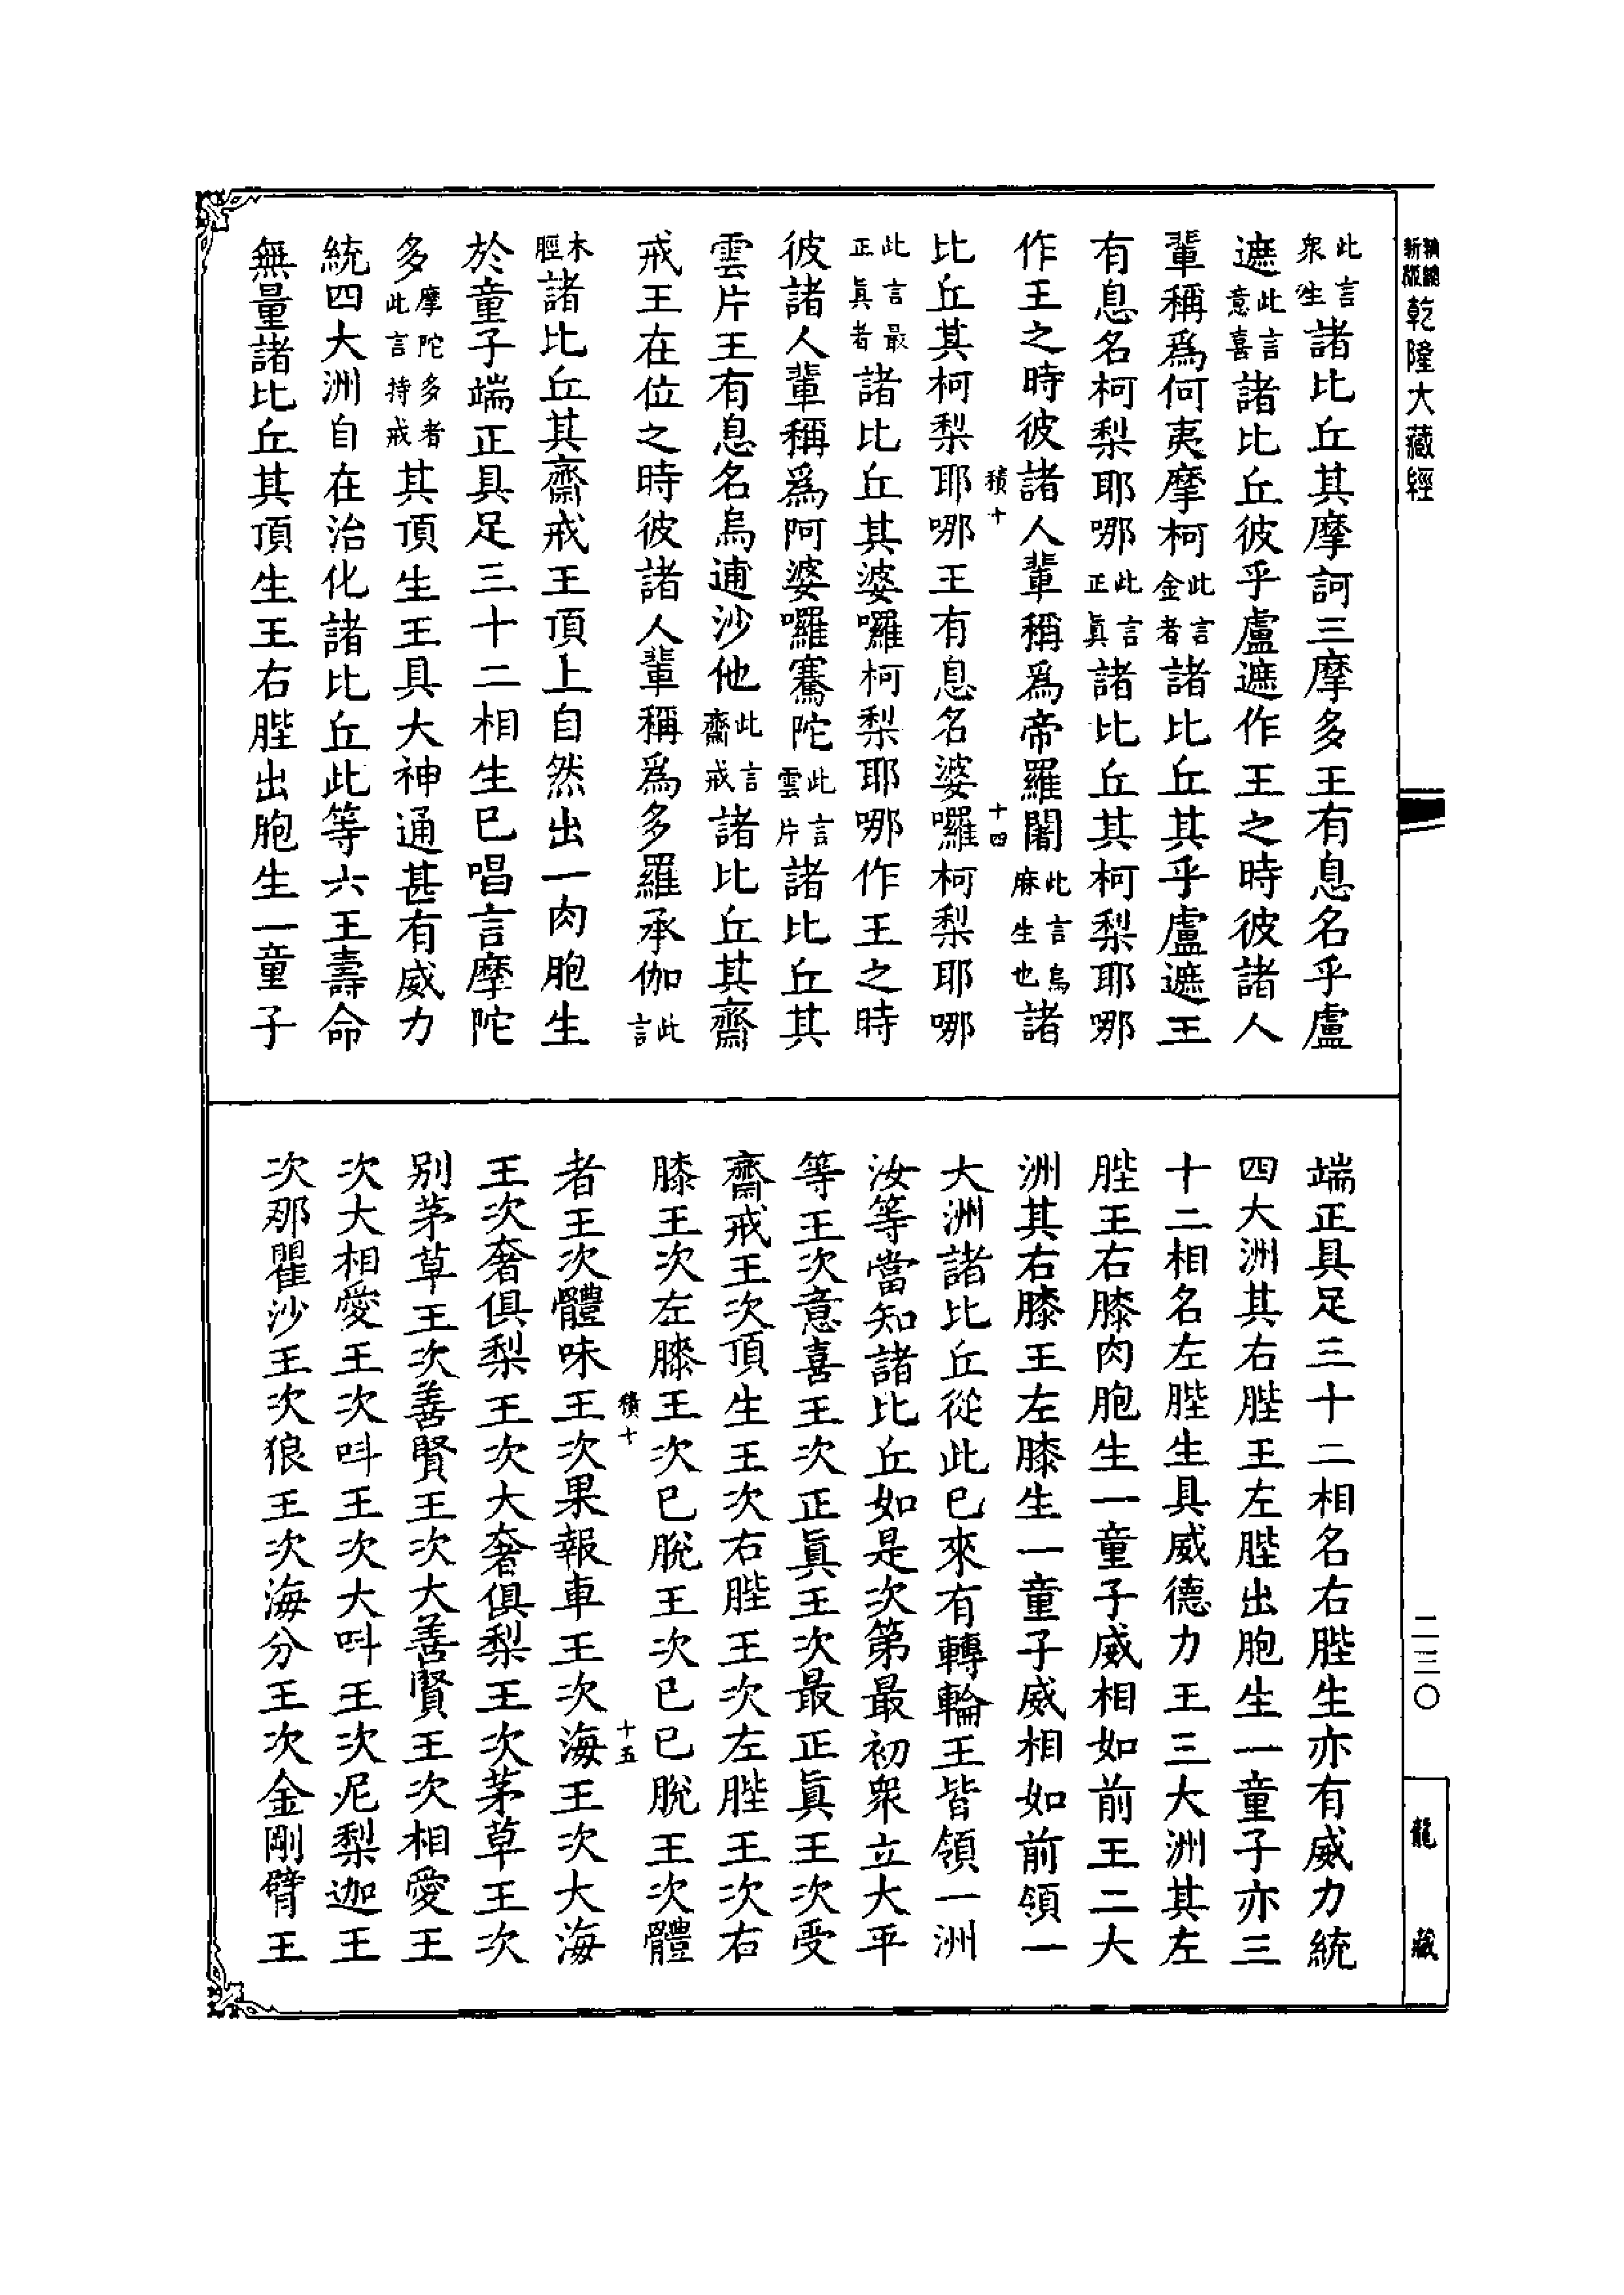 新版
乾隆大藏經
二三〇
龍藏
此言衆生諸比丘其摩訶三摩多王有息名乎盧
遮此言意喜諸比丘彼乎盧遮作王之時彼諸人
輩稱爲何夷摩柯此言金者諸比丘其乎盧遮王
有息名柯梨耶哪此言正眞諸比丘其柯梨耶哪
作王之時彼諸人輩稱爲帝羅闍此言烏麻生也諸
積十
十四
比丘其柯梨耶哪王有息名婆囉柯梨耶哪
此言最正眞者諸比丘其婆囉柯梨耶哪作王之時
彼諸人輩稱爲阿婆囉騫陀此言雲片諸比丘其
雲片王有息名烏逋沙他此言齋戒諸比丘其齋
戒王在位之時彼諸人輩稱爲多羅承伽此言
木脛諸比丘其齋戒王頂上自然出一肉胞生
於童子端正具足三十二相生已唱言摩陀
多摩陀多者此言持戒其頂生王具大神通甚有威力
統四大洲自在治化諸比丘此等六王壽命
無量諸比丘其頂生王右䏶出胞生一童子
端正具足三十二相名右䏶生亦有威力統
四大洲其右䏶王左䏶出胞生一童子亦三
十二相名左䏶生具威德力王三大洲其左
䏶王右膝肉胞生一童子威相如前王二大
洲其右膝王左膝生一童子威相如前領一
大洲諸比丘從此已來有轉輪王皆領一洲
汝等當知諸比丘如是次第最初衆立大平
等王次意喜王次正眞王次最正眞王次受
齋戒王次頂生王次右䏶王次左䏶王次右
膝王次左膝王次已脫王次已已脫王次體
積十
十五
者王次體味王次果報車王次海王次大海
王次奢俱梨王次大奢俱梨王次茅草王次
別茅草王次善賢王次大善賢王次相愛王
次大相愛王次呌王次大呌王次尼梨迦王
次那瞿沙王次狼王次海分王次金剛臂王